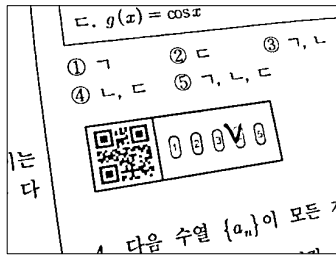 ㄷ. g(x) = cosx
① ㄱ ② ㄷ ③ ㄱ, ㄴ
④ ㄴ, ㄷ ⑤ ㄱ, ㄴ, ㄷ
1 2 3 5
는
다
다음 수열 {aₙ}이 모든